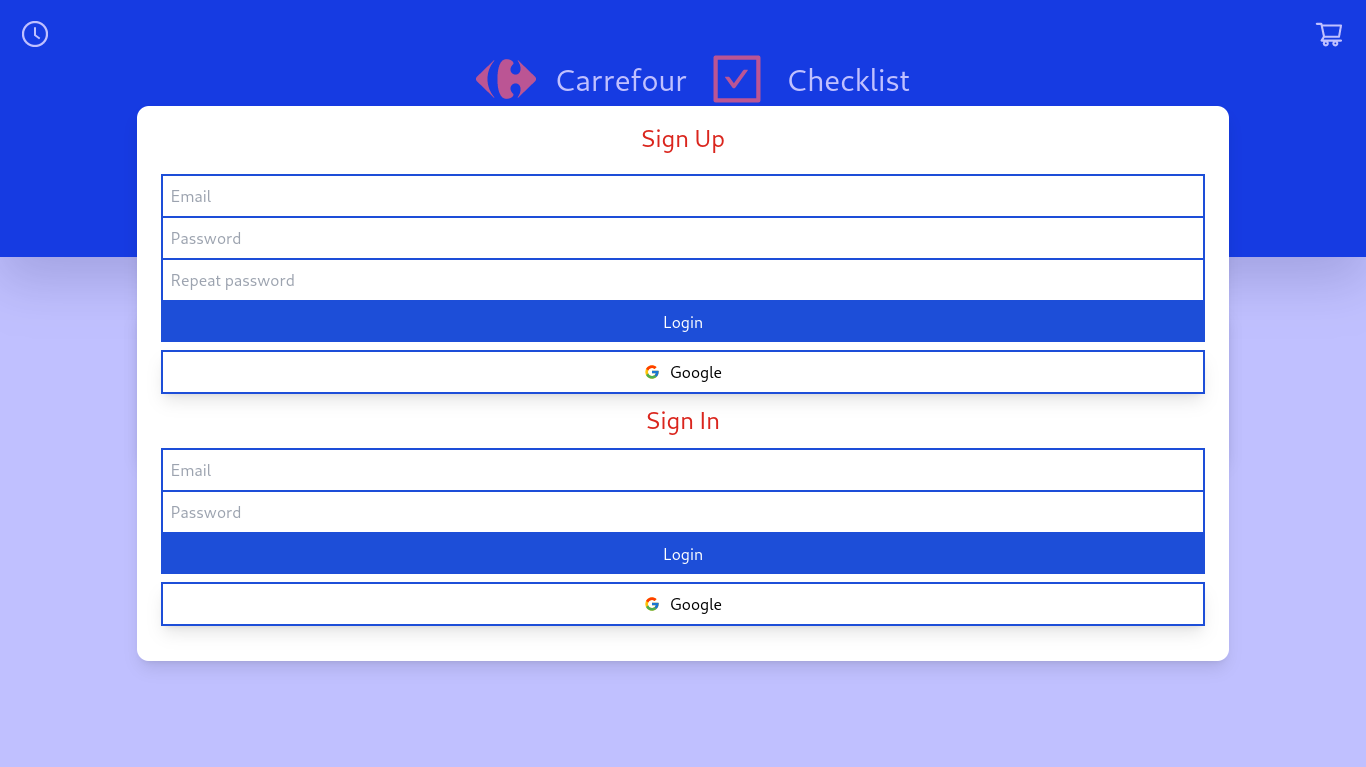 Carrefour Checklist
Sign Up
Email
Password
Repeat password
Login
Google
Sign In
Email
Password
Login
Google